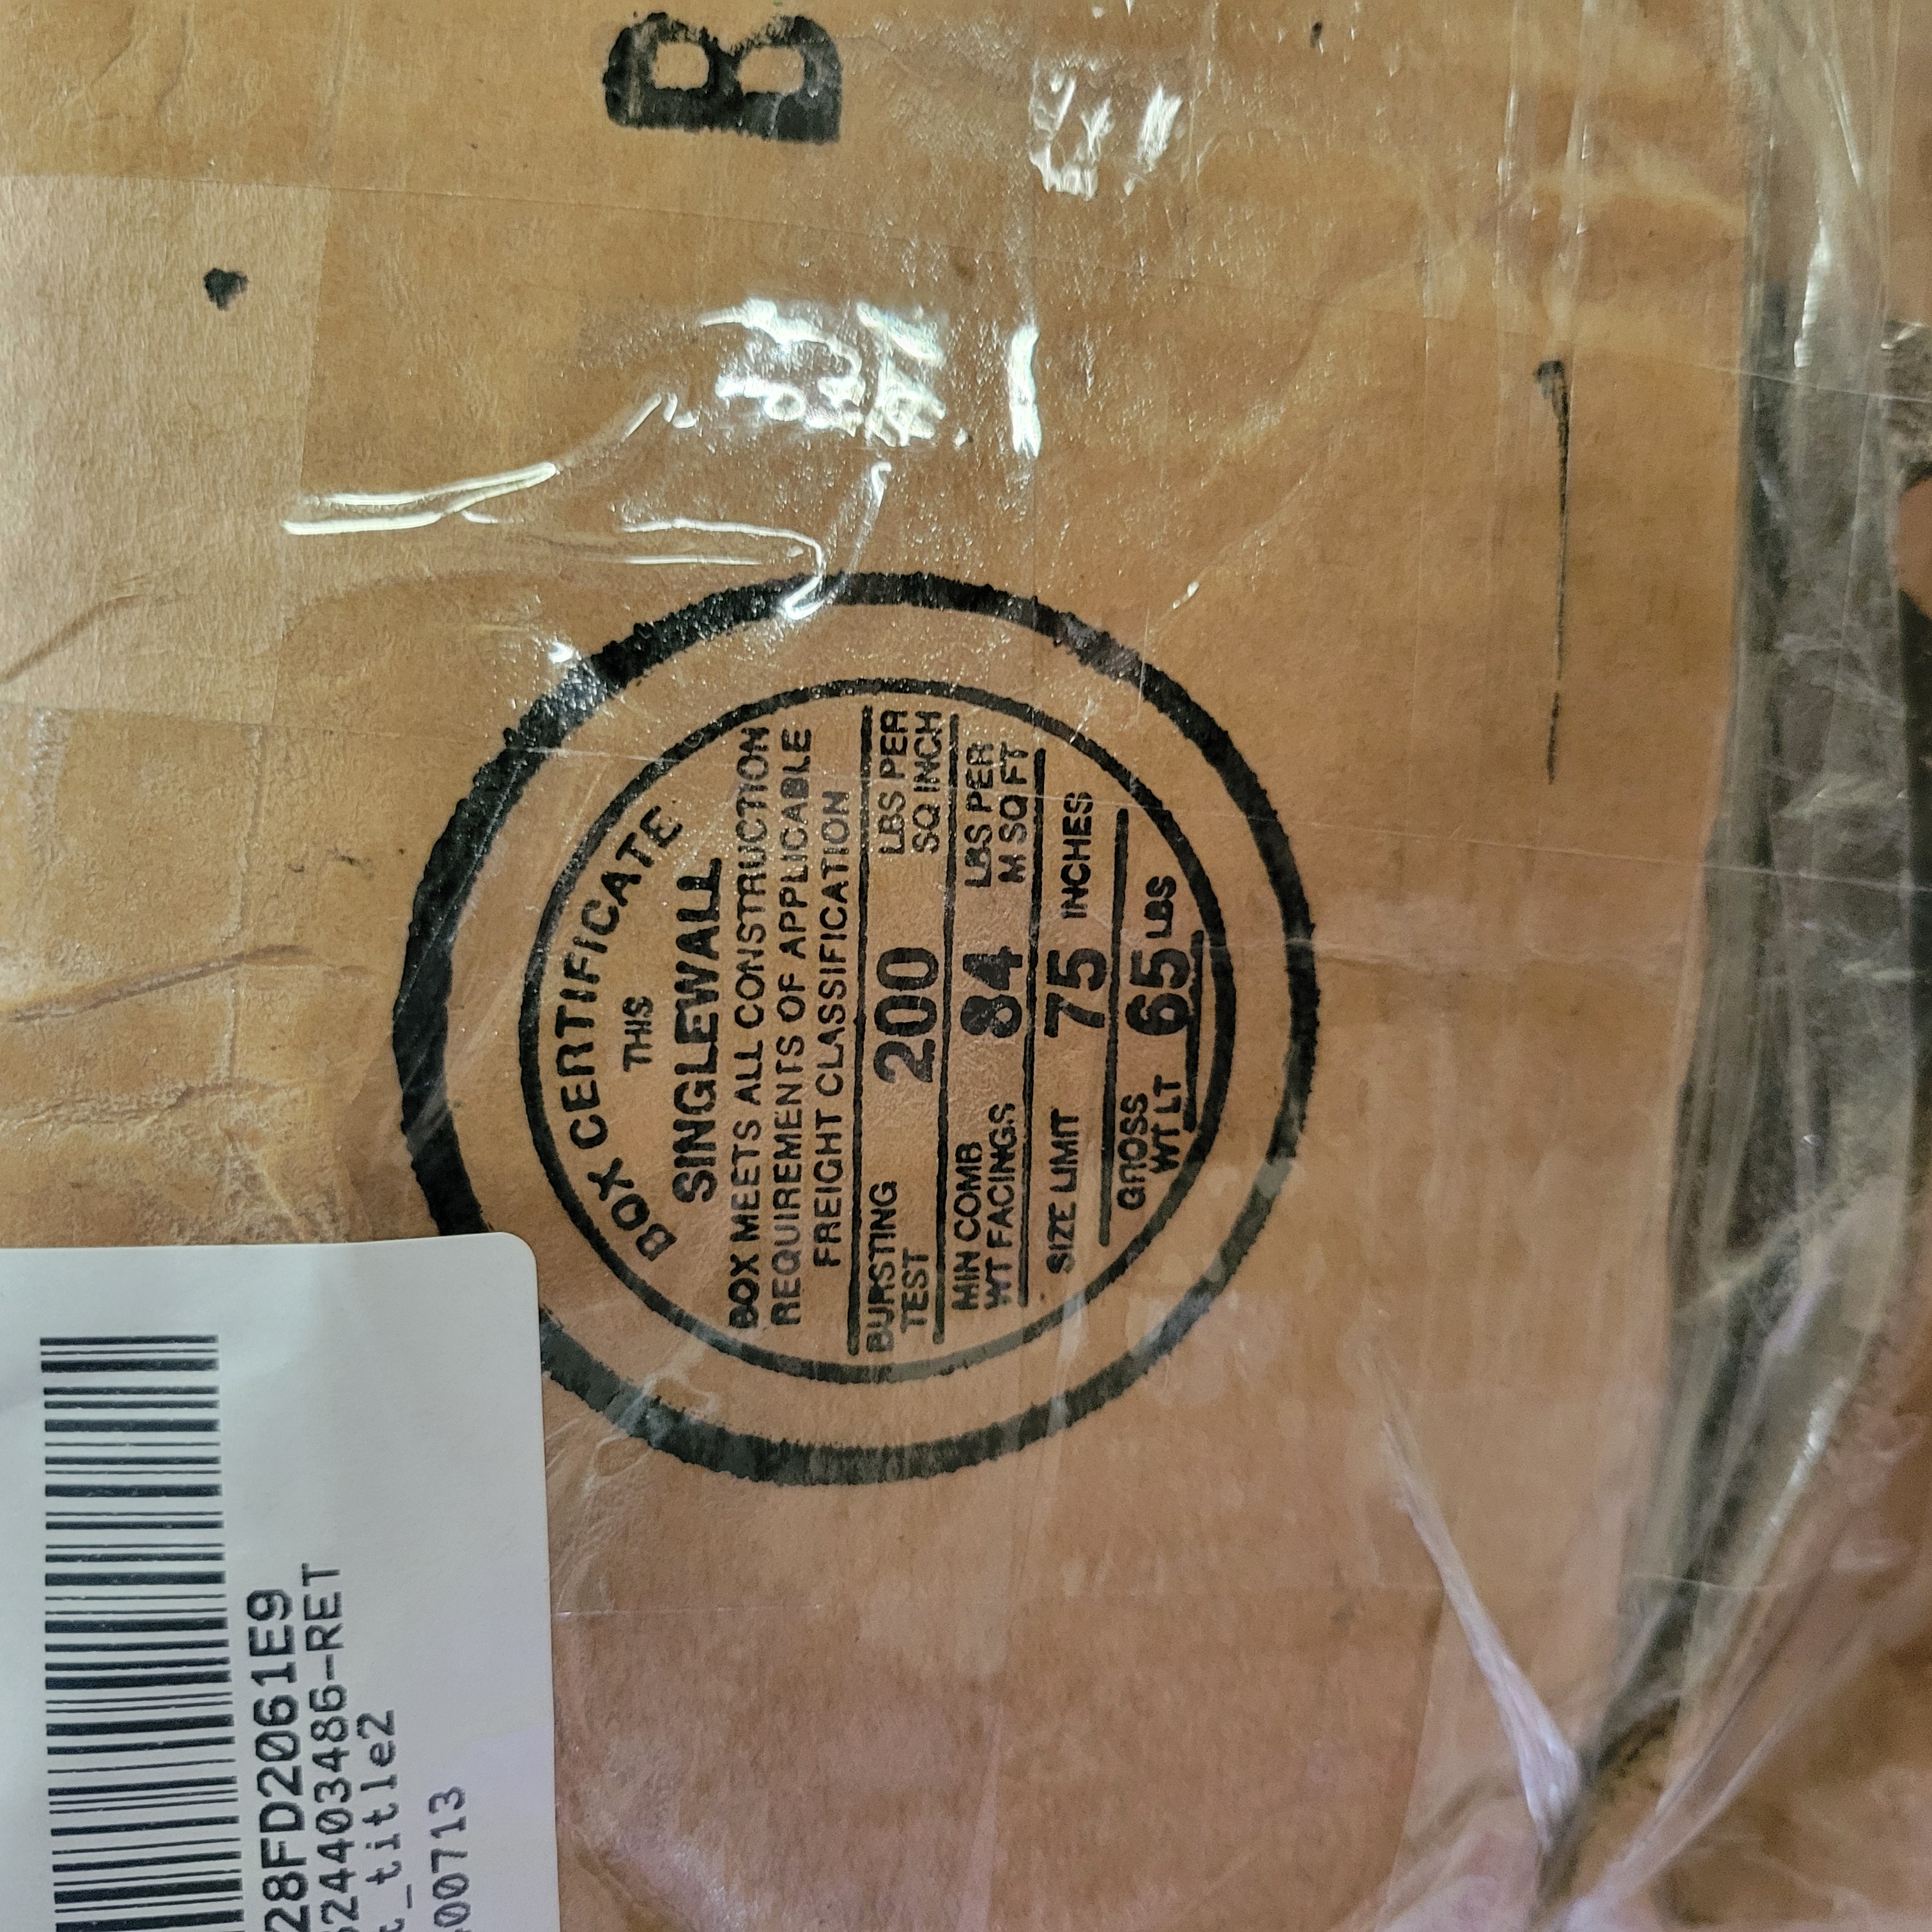 B
BOX CERTIFICATE
THIS
SINGLEWALL
BOX MEETS ALL CONSTRUCTION
REQUIREMENTS OF APPLICABLE
FREIGHT CLASSIFICATION
BURSTING TEST 200 LBS PER SQ INCH
MIN COMB WT FACINGS 84 LBS PER M SQ FT
SIZE LIMIT 75 INCHES
GROSS WT LT 65 LBS
28FD2061E9
524403486-RET
t_title2
00713